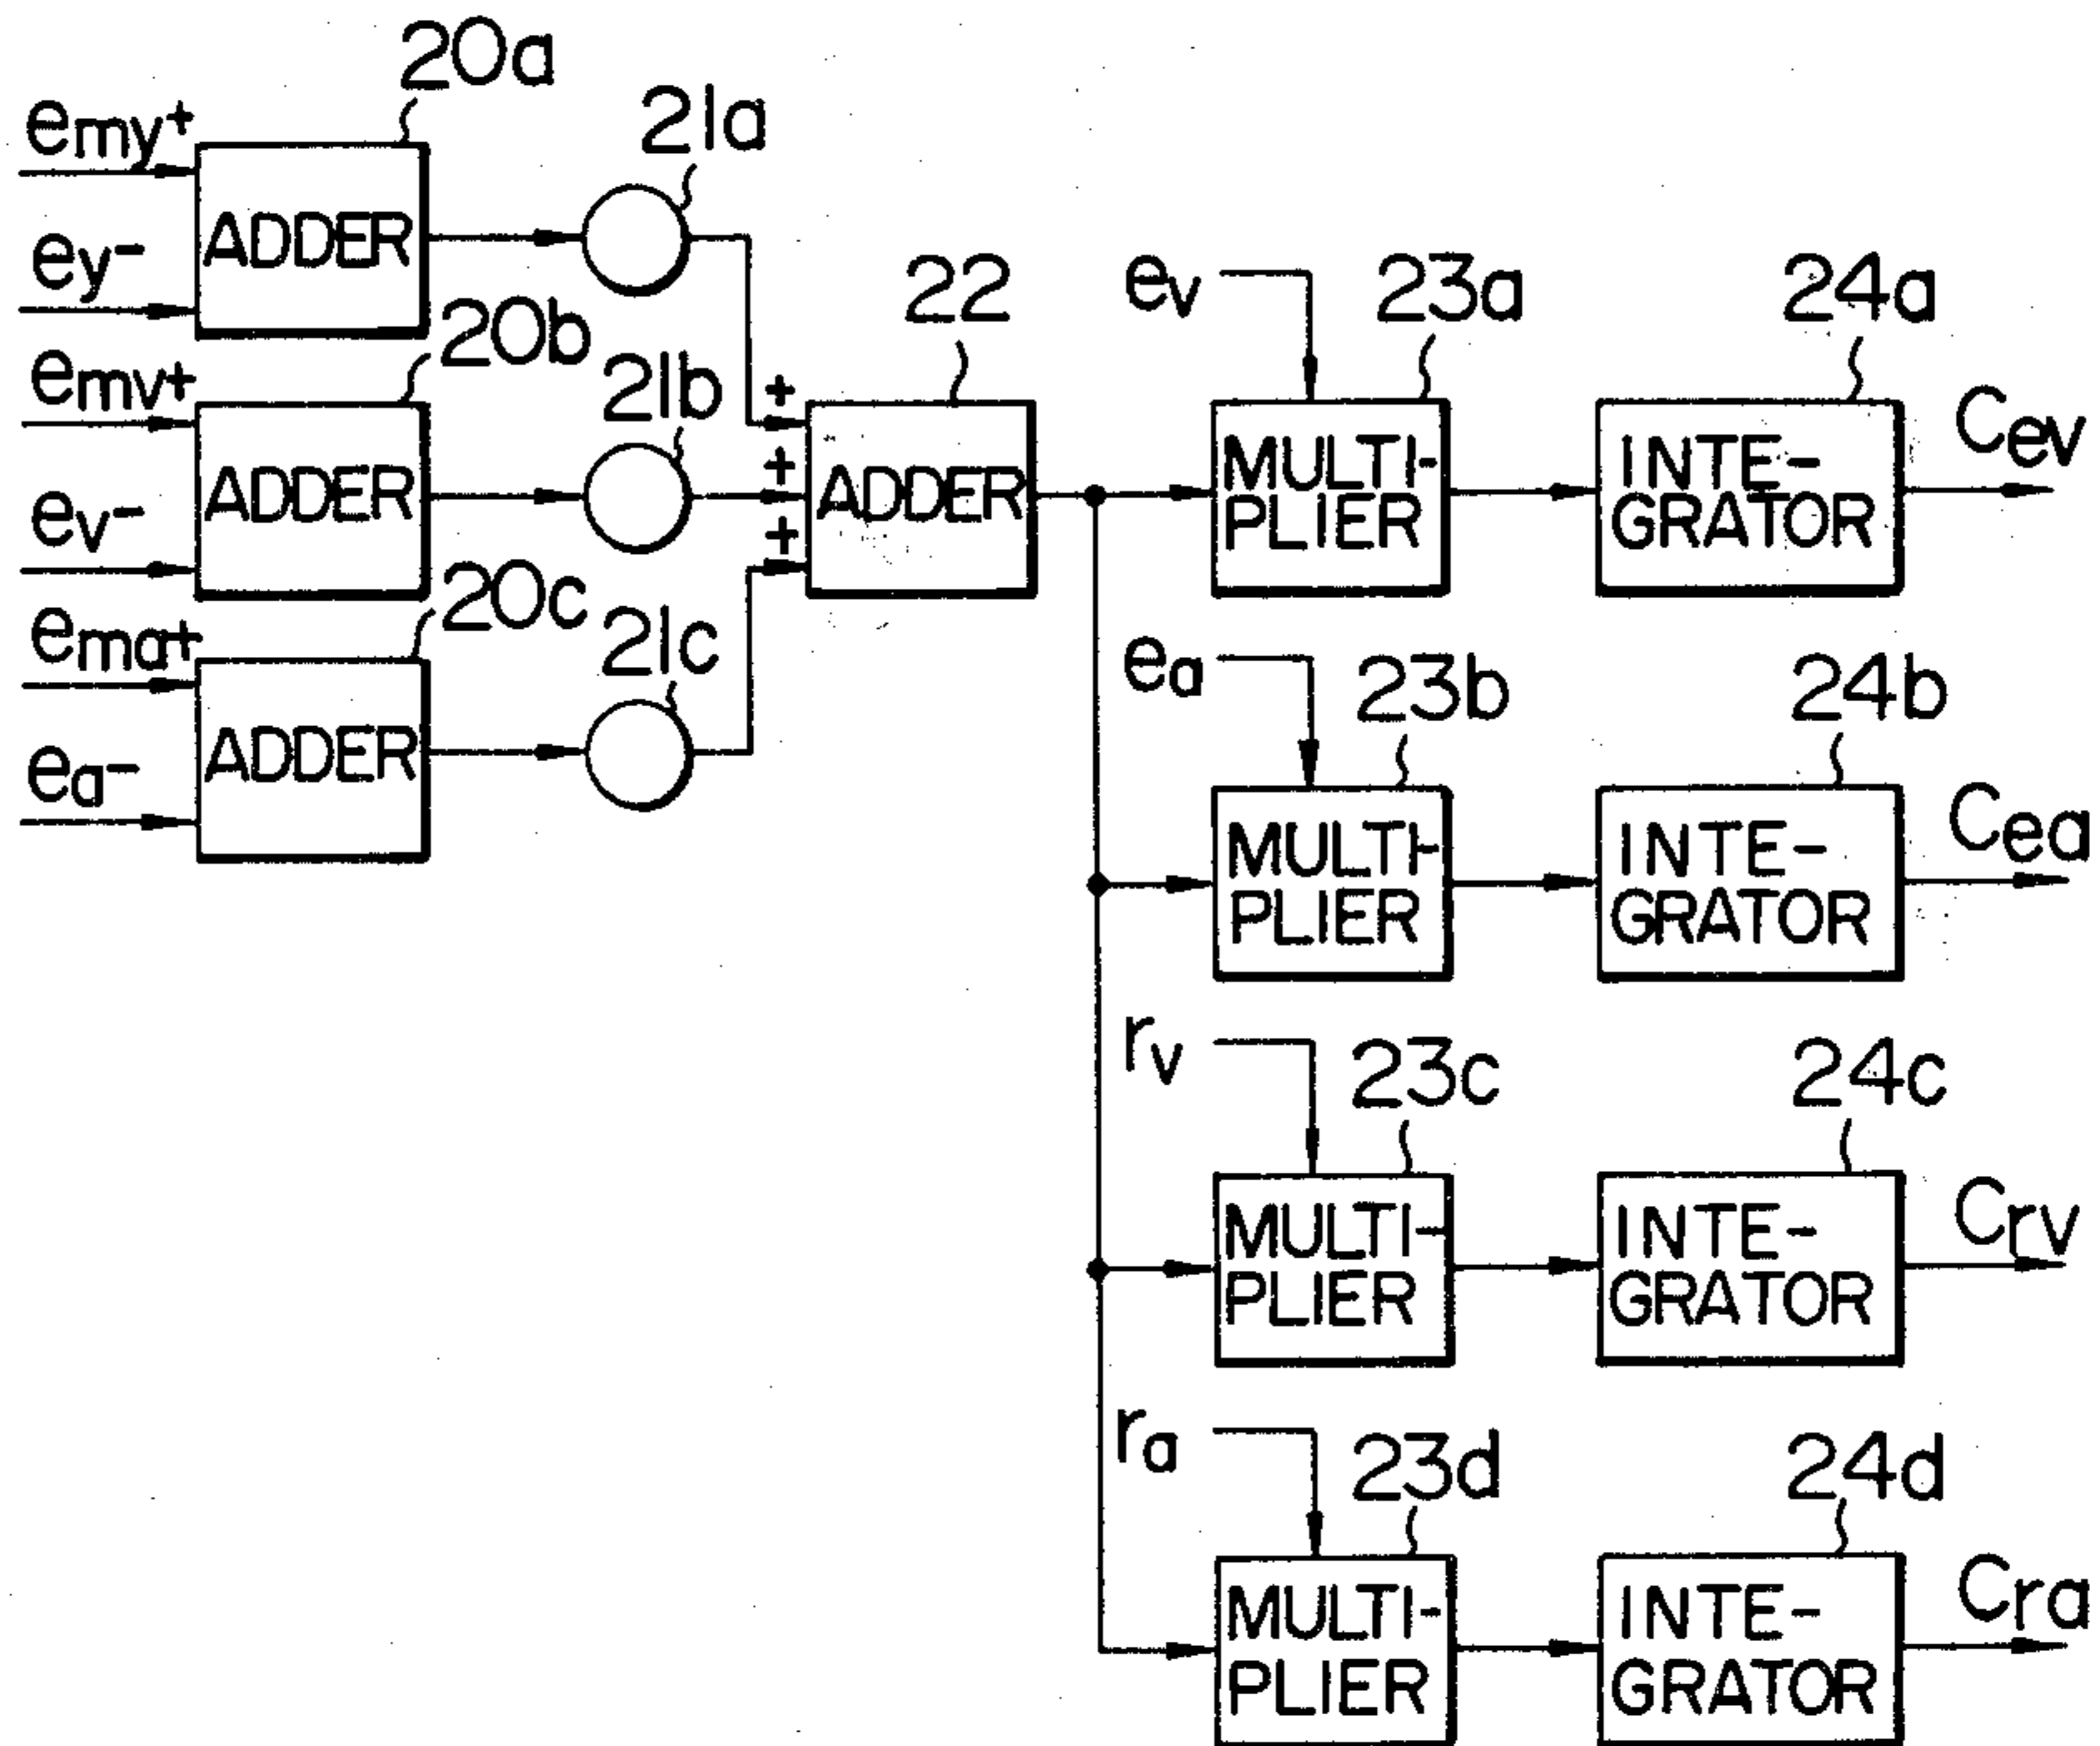 20a
emy+
21a
ADDER
ey-
20b
22
ev
23a
24a
emv+
21b
+
+
+
ADDER
ADDER
MULTI-
PLIER
INTE-
GRATOR
Cev
ev-
20c
ema+
21c
ADDER
ea-
ea
23b
24b
MULTI-
PLIER
INTE-
GRATOR
Cea
rv
23c
24c
MULTI-
PLIER
INTE-
GRATOR
Crv
ra
23d
24d
MULTI-
PLIER
INTE-
GRATOR
Cra